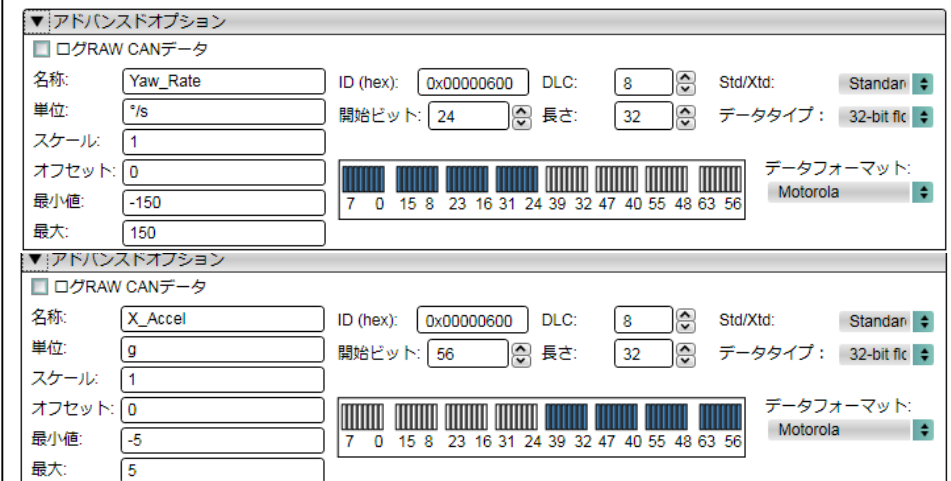 ▼ アドバンスドオプション
ログRAW CANデータ
名称: Yaw_Rate ID (hex): 0x00000600 DLC: 8 Std/Xtd: Standar
単位: °/s 開始ビット: 24 長さ: 32 データタイプ： 32-bit flc
スケール: 1
オフセット: 0 データフォーマット:
最小値: -150 7 0 15 8 23 16 31 24 39 32 47 40 55 48 63 56 Motorola
最大: 150
▼ アドバンスドオプション
ログRAW CANデータ
名称: X_Accel ID (hex): 0x00000600 DLC: 8 Std/Xtd: Standar
単位: g 開始ビット: 56 長さ: 32 データタイプ： 32-bit flc
スケール: 1
オフセット: 0 データフォーマット:
最小値: -5 7 0 15 8 23 16 31 24 39 32 47 40 55 48 63 56 Motorola
最大: 5